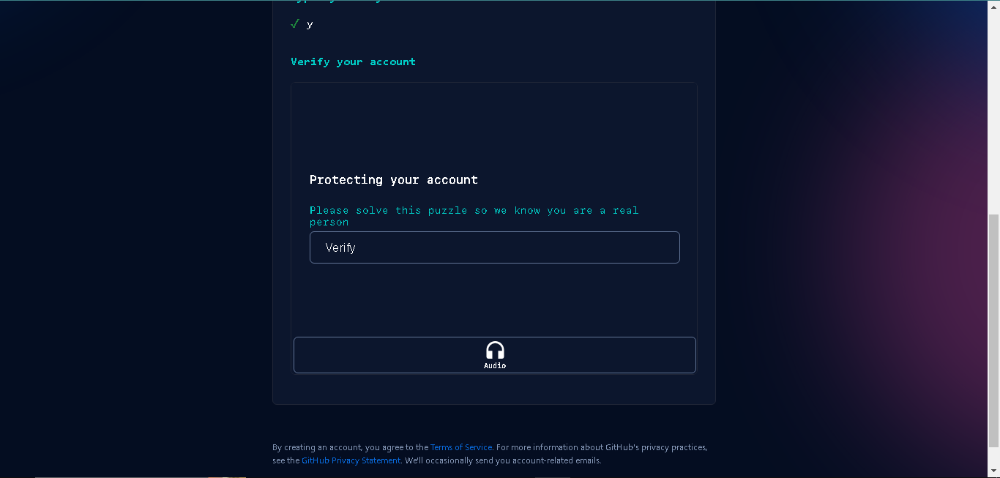 ✓ y
Verify your account
Protecting your account
Please solve this puzzle so we know you are a real
person
Verify
Audio
By creating an account, you agree to the Terms of Service. For more information about GitHub's privacy practices,
see the GitHub Privacy Statement. We'll occasionally send you account-related emails.